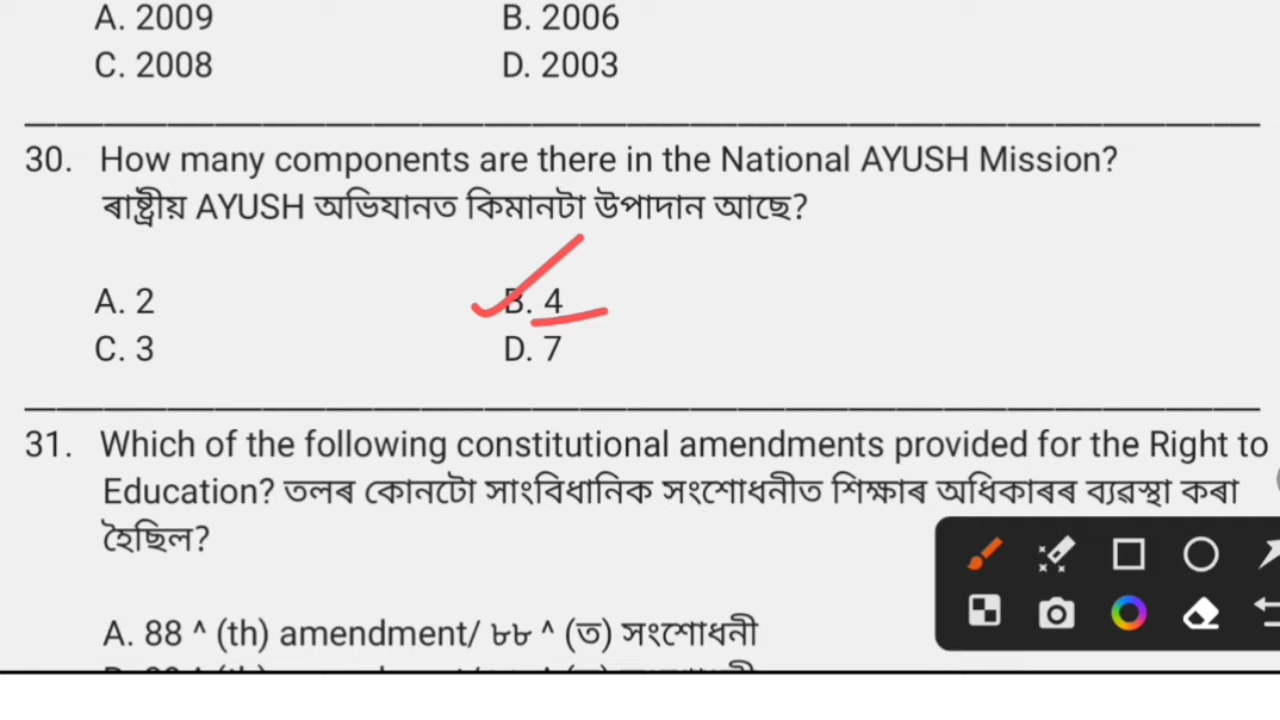 A. 2009 B. 2006
C. 2008 D. 2003
30. How many components are there in the National AYUSH Mission?
ৰাষ্ট্ৰীয় AYUSH অভিযানত কিমানটা উপাদান আছে?
A. 2 B. 4
C. 3 D. 7
31. Which of the following constitutional amendments provided for the Right to
Education? তলৰ কোনটো সাংবিধানিক সংশোধনীত শিক্ষাৰ অধিকাৰৰ ব্যৱস্থা কৰা
হৈছিল?
A. 88 ^ (th) amendment/ ৮৮ ^ (ত) সংশোধনী